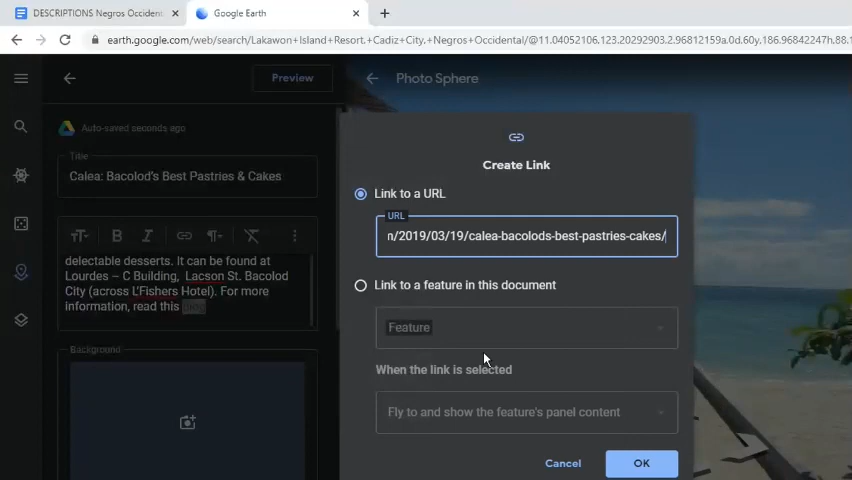 DESCRIPTIONS Negros Occident
Google Earth
earth.google.com/web/search/Lakawon+Island+Resort,+Cadiz+City,+Negros+Occidental/@11.04052106,123.20292903,2.96812159a,0d,60y,186.96842247h,88.1
Preview
Photo Sphere
Auto-saved seconds ago
Title
Calea: Bacolod's Best Pastries & Cakes
delectable desserts. It can be found at
Lourdes – C Building, Lacson St. Bacolod
City (across L'Fishers Hotel). For more
information, read this
Background
Create Link
Link to a URL
URL
n/2019/03/19/calea-bacolods-best-pastries-cakes/
Link to a feature in this document
Feature
When the link is selected
Fly to and show the feature's panel content
Cancel
OK